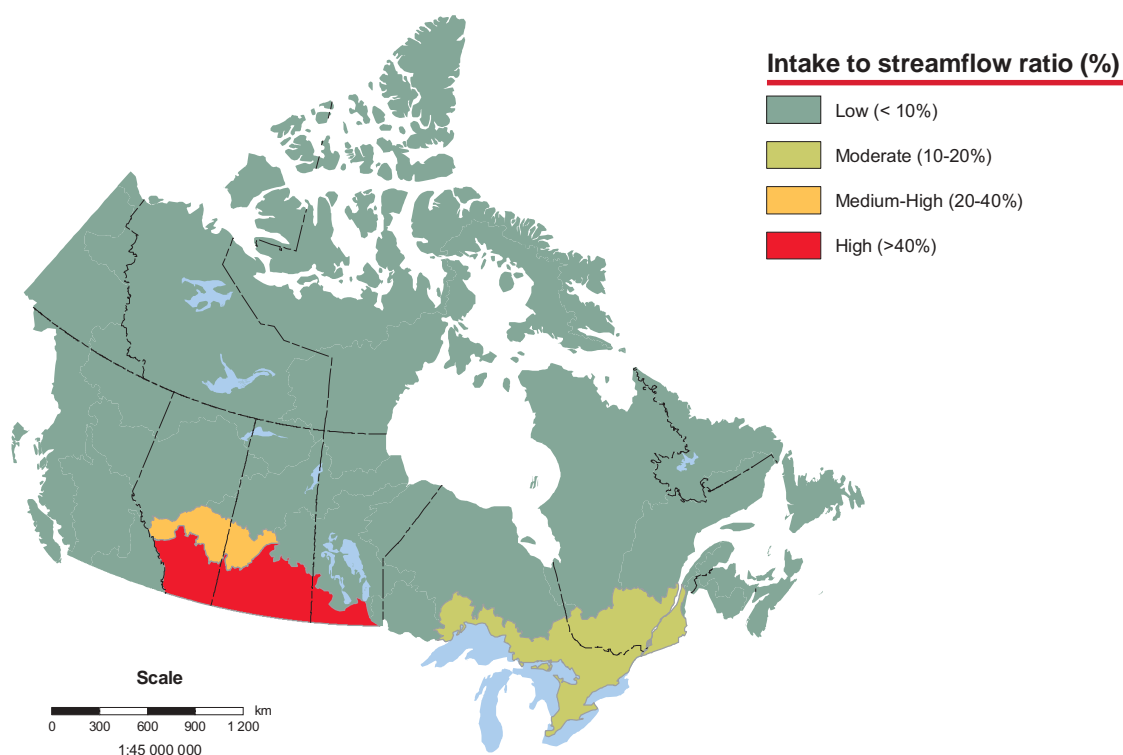 Intake to streamflow ratio (%)
Low (< 10%)
Moderate (10-20%)
Medium-High (20-40%)
High (>40%)
Scale
km
0 300 600 900 1 200
1:45 000 000